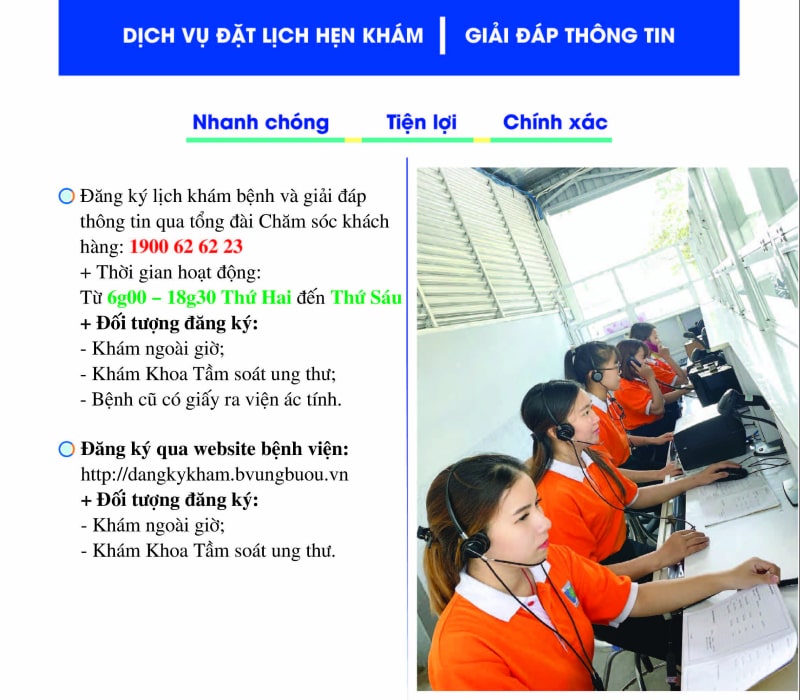 DỊCH VỤ ĐẶT LỊCH HẸN KHÁM | GIẢI ĐÁP THÔNG TIN
Nhanh chóng Tiện lợi Chính xác
Đăng ký lịch khám bệnh và giải đáp
thông tin qua tổng đài Chăm sóc khách
hàng: 1900 62 62 23
+ Thời gian hoạt động:
Từ 6g00 – 18g30 Thứ Hai đến Thứ Sáu
+ Đối tượng đăng ký:
- Khám ngoài giờ;
- Khám Khoa Tầm soát ung thư;
- Bệnh cũ có giấy ra viện ác tính.
Đăng ký qua website bệnh viện:
http://dangkykham.bvungbuou.vn
+ Đối tượng đăng ký:
- Khám ngoài giờ;
- Khám Khoa Tầm soát ung thư.